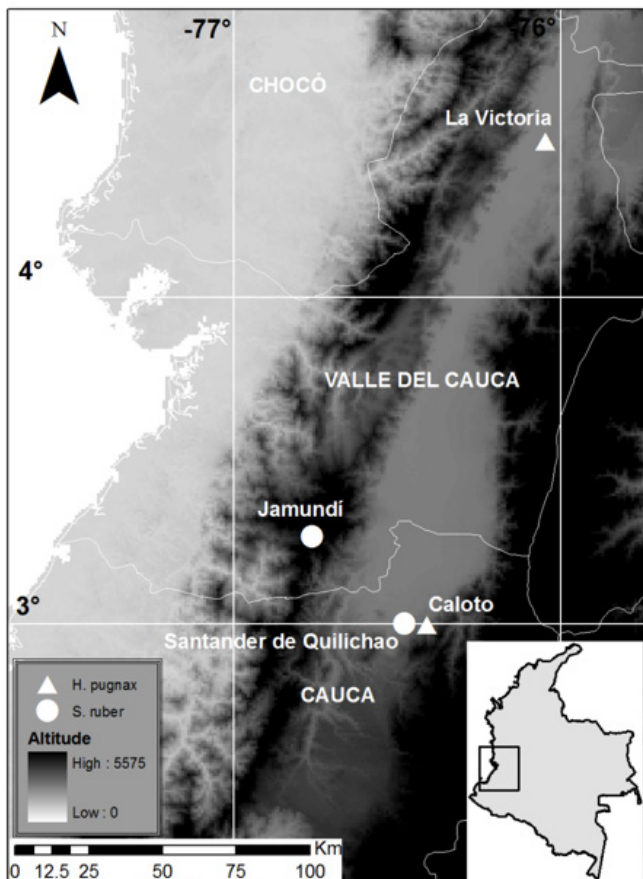 N
-77°
-76°
CHOCÓ
La Victoria
4°
VALLE DEL CAUCA
Jamundí
3°
Caloto
Santander de Quilichao
CAUCA
H. pugnax
S. ruber
Altitude
High : 5575
Low : 0
Km
0 12.5 25 50 75 100